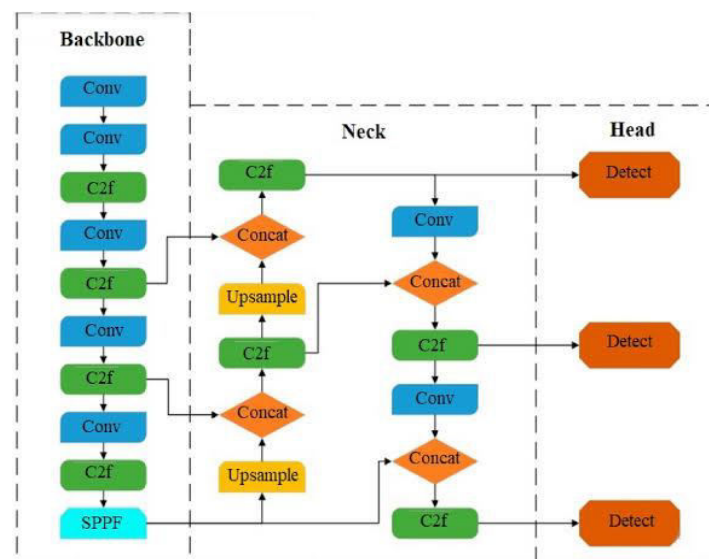 Backbone
Conv
Conv
C2f
Conv
C2f
Conv
C2f
Conv
C2f
SPPF
Neck
C2f
Concat
Upsample
C2f
Concat
Upsample
Conv
Concat
C2f
Conv
Concat
C2f
Head
Detect
Detect
Detect